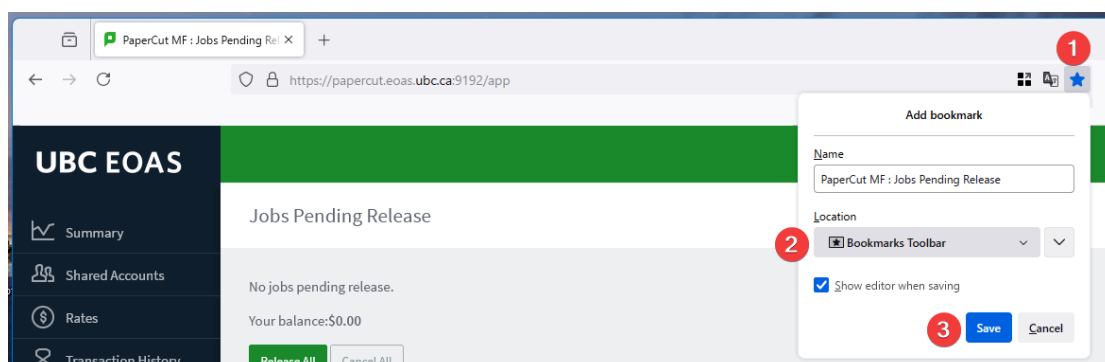 PaperCut MF : Jobs Pending Rel
1
https://papercut.eoas.ubc.ca:9192/app
Add bookmark
UBC EOAS
Name
PaperCut MF : Jobs Pending Release
Jobs Pending Release
Location
Summary
2
Bookmarks Toolbar
Shared Accounts
Show editor when saving
No jobs pending release.
Rates
Your balance:$0.00
3
Save
Cancel
Transaction History
Release All
Cancel All